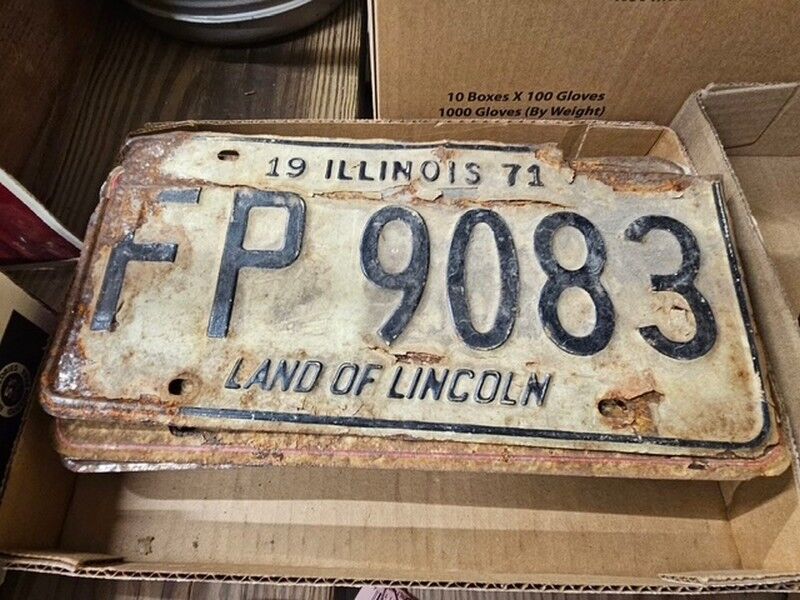 10 Boxes X 100 Gloves
1000 Gloves (By Weight)
19 ILLINOIS 71
FP 9083
LAND OF LINCOLN